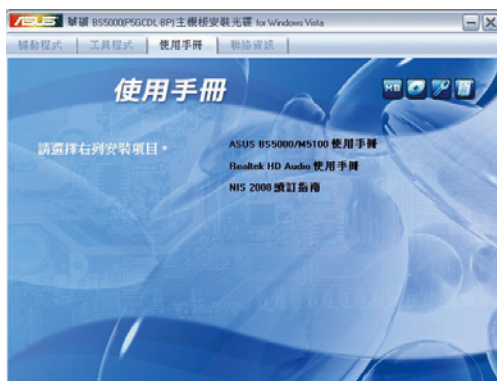 ASUS 華碩 BS5000(P5GCDL-BP)主機板安裝光碟 for Windows Vista
驅動程式 工具程式 使用手冊 聯絡資訊
使用手冊
請選擇右列安裝項目。
ASUS BS5000/M5100 使用手冊
Realtek HD Audio 使用手冊
NIS 2008 續訂指南